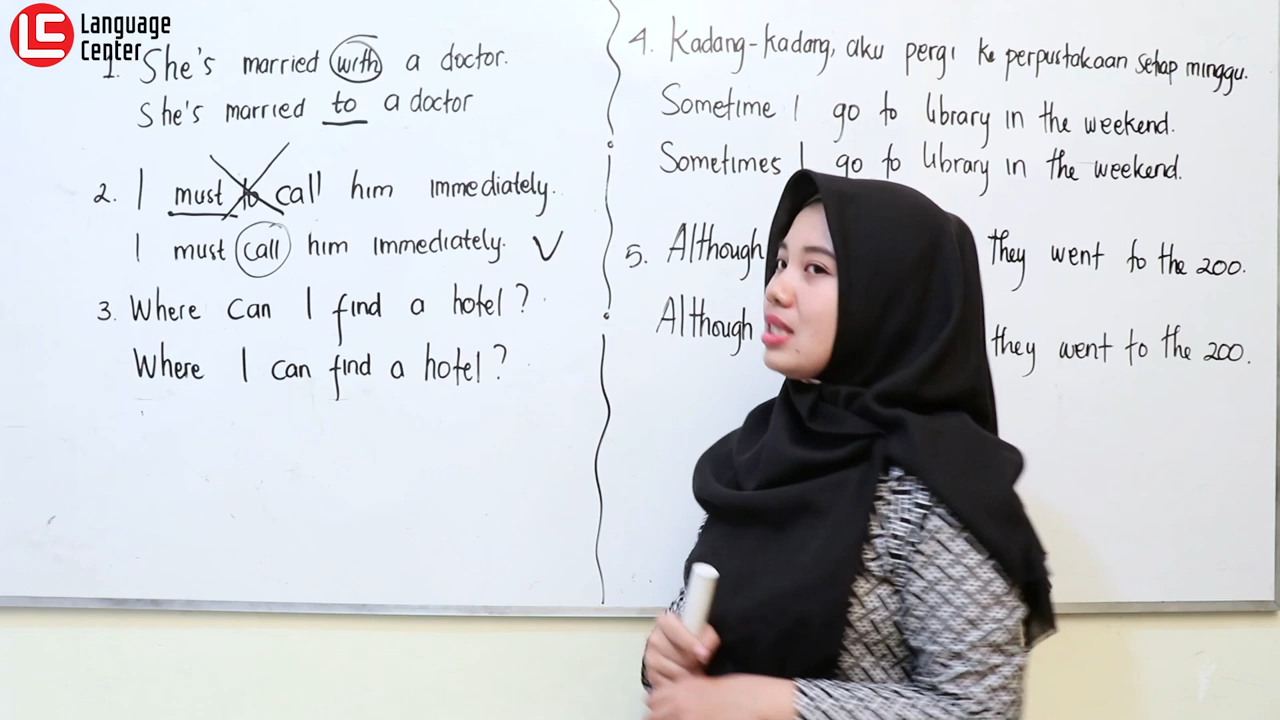 LC Language
Center
1. She's married with a doctor.
She's married to a doctor
2. I must to call him immediately.
I must call him immediately. V
3. Where can I find a hotel?
Where I can find a hotel?
4. Kadang-kadang, aku pergi ke perpustakaan setiap minggu.
Sometime I go to library in the weekend.
Sometimes I go to library in the weekend.
5. Although they went to the zoo.
Although they went to the zoo.